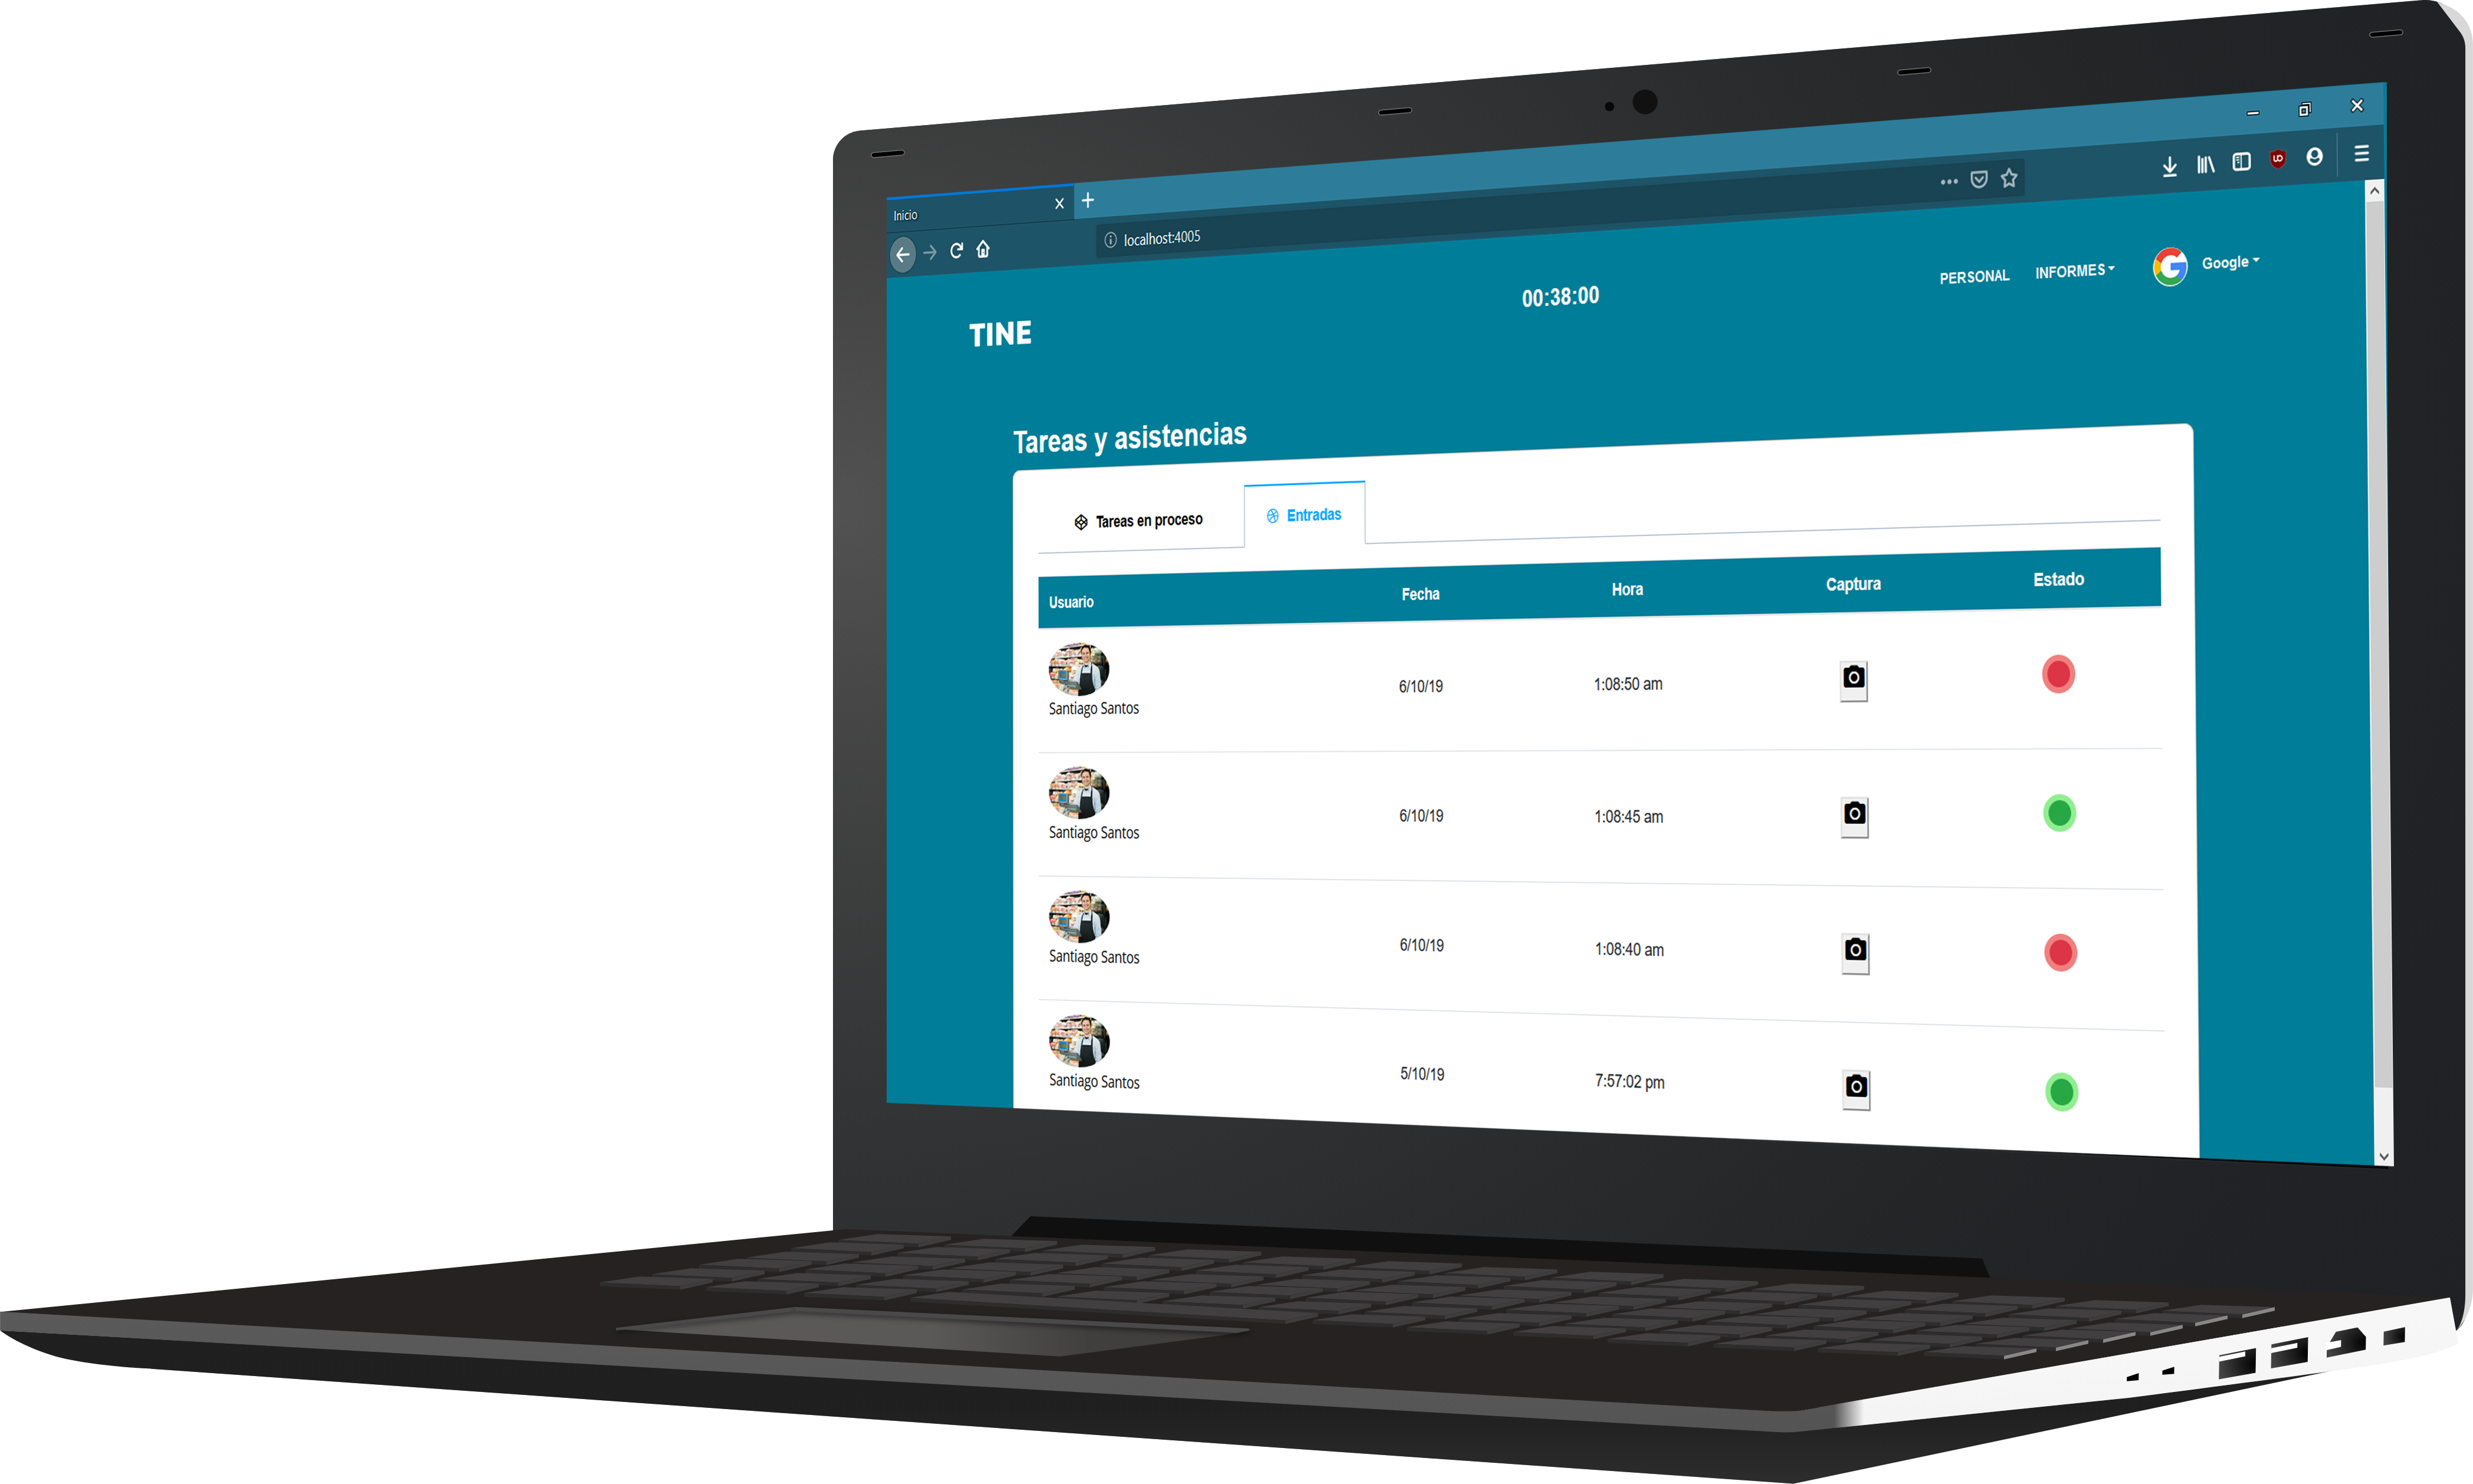 Inicio
localhost:4005
TINE
00:38:00
PERSONAL INFORMES Google
Tareas y asistencias
Tareas en proceso Entradas
Usuario Fecha Hora Captura Estado
Santiago Santos 6/10/19 1:08:50 am
Santiago Santos 6/10/19 1:08:45 am
Santiago Santos 6/10/19 1:08:40 am
Santiago Santos 5/10/19 7:57:02 pm